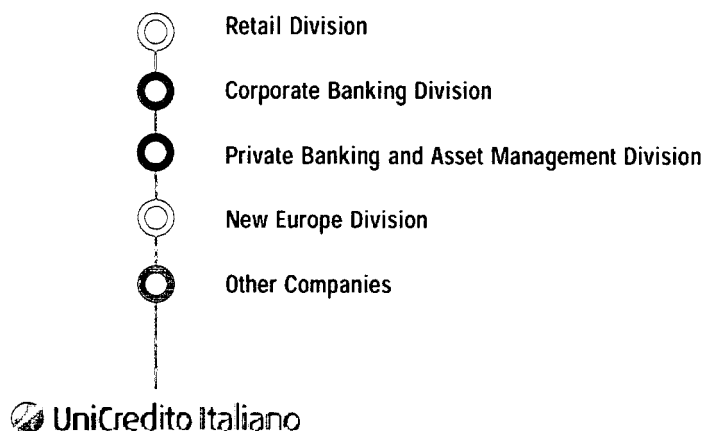 Retail Division
Corporate Banking Division
Private Banking and Asset Management Division
New Europe Division
Other Companies
UniCredito Italiano